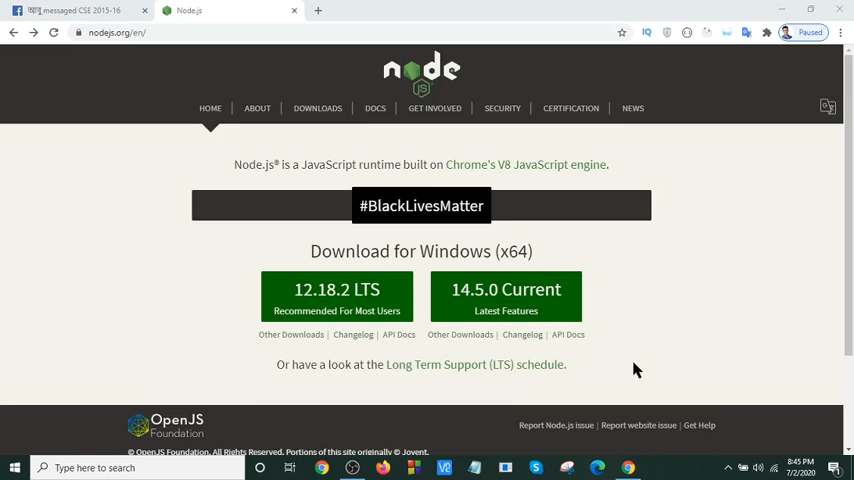 আবু messaged CSE 2015-16
Node.js
nodejs.org/en/
IQ
Paused
node
JS
HOME | ABOUT | DOWNLOADS | DOCS | GET INVOLVED | SECURITY | CERTIFICATION | NEWS
Node.js® is a JavaScript runtime built on Chrome's V8 JavaScript engine.
#BlackLivesMatter
Download for Windows (x64)
12.18.2 LTS
Recommended For Most Users
14.5.0 Current
Latest Features
Other Downloads | Changelog | API Docs
Other Downloads | Changelog | API Docs
Or have a look at the Long Term Support (LTS) schedule.
OpenJS
Foundation
Report Node.js issue | Report website issue | Get Help
© OpenJS Foundation. All Rights Reserved. Portions of this site originally © Joyent.
Type here to search
8:45 PM
7/2/2020